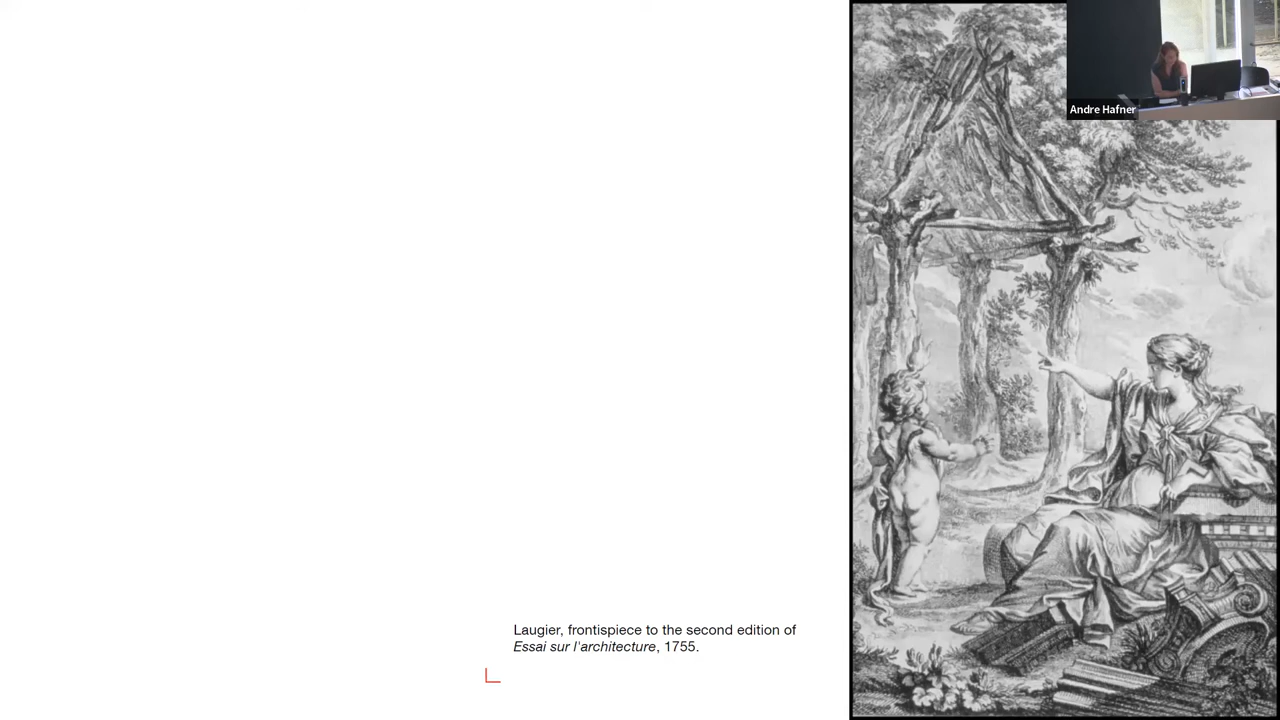 Andre Hafner
Laugier, frontispiece to the second edition of
Essai sur l'architecture, 1755.